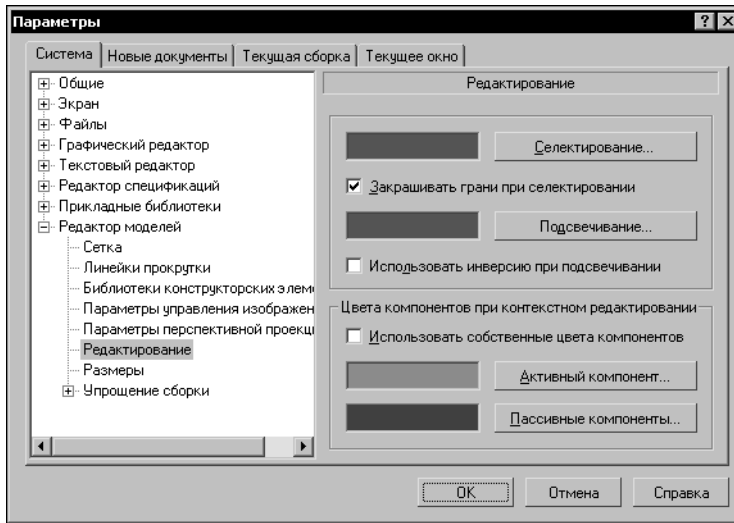 Параметры
Система Новые документы Текущая сборка Текущее окно
Общие
Экран
Файлы
Графический редактор
Текстовый редактор
Редактор спецификаций
Прикладные библиотеки
Редактор моделей
Сетка
Линейки прокрутки
Библиотеки конструкторских элем
Параметры управления изображен
Параметры перспективной проекц
Редактирование
Размеры
Упрощение сборки
Редактирование
Селектирование...
Закрашивать грани при селектировании
Подсвечивание...
Использовать инверсию при подсвечивании
Цвета компонентов при контекстном редактировании
Использовать собственные цвета компонентов
Активный компонент...
Пассивные компоненты...
OK Отмена Справка